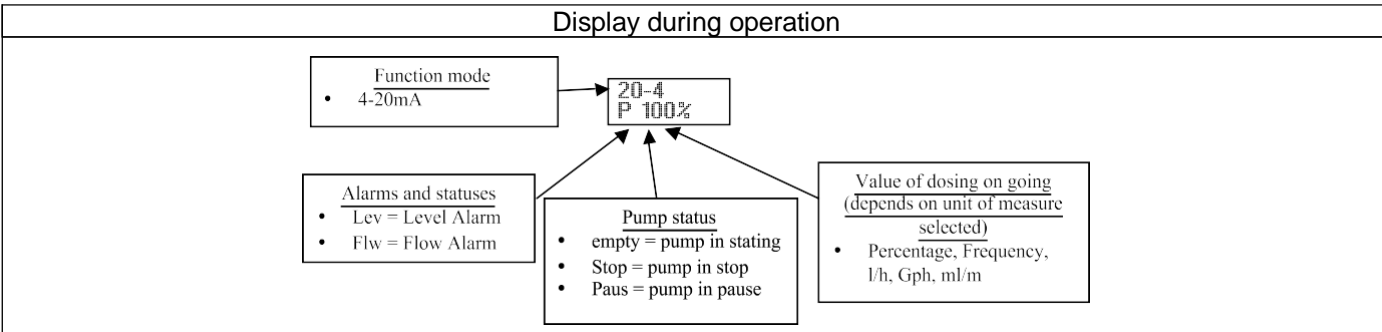 Display during operation
Function mode
• 4-20mA
20-4
P 100%
Alarms and statuses
• Lev = Level Alarm
• Flw = Flow Alarm
Pump status
• empty = pump in stating
• Stop = pump in stop
• Paus = pump in pause
Value of dosing on going
(depends on unit of measure
selected)
• Percentage, Frequency,
l/h, Gph, ml/m